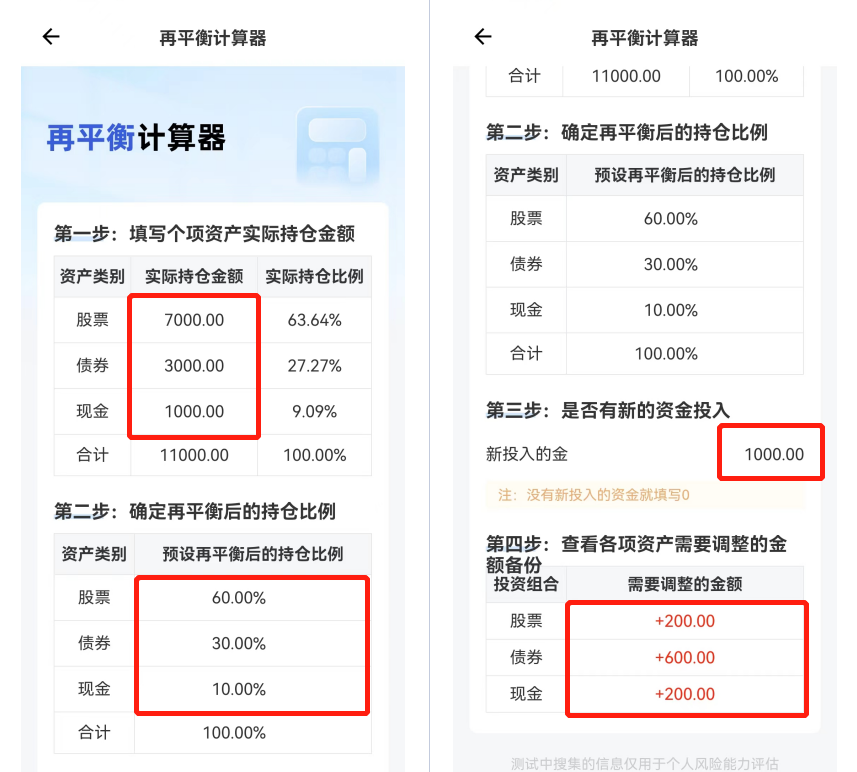 再平衡计算器
再平衡计算器
第一步：填写个项资产实际持仓金额
资产类别 实际持仓金额 实际持仓比例
股票 7000.00 63.64%
债券 3000.00 27.27%
现金 1000.00 9.09%
合计 11000.00 100.00%
第二步：确定再平衡后的持仓比例
资产类别 预设再平衡后的持仓比例
股票 60.00%
债券 30.00%
现金 10.00%
合计 100.00%
再平衡计算器
合计 11000.00 100.00%
第二步：确定再平衡后的持仓比例
资产类别 预设再平衡后的持仓比例
股票 60.00%
债券 30.00%
现金 10.00%
合计 100.00%
第三步：是否有新的资金投入
新投入的金 1000.00
注：没有新投入的资金就填写0
第四步：查看各项资产需要调整的金
额备份
投资组合 需要调整的金额
股票 +200.00
债券 +600.00
现金 +200.00
测试中搜集的信息仅用于个人风险能力评估